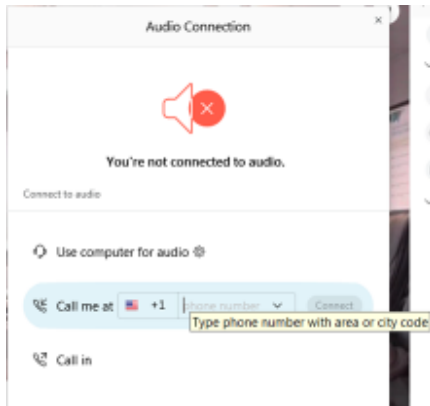 Audio Connection
You're not connected to audio.
Connect to audio
Use computer for audio
Call me at +1 phone number Connect
Type phone number with area or city code
Call in